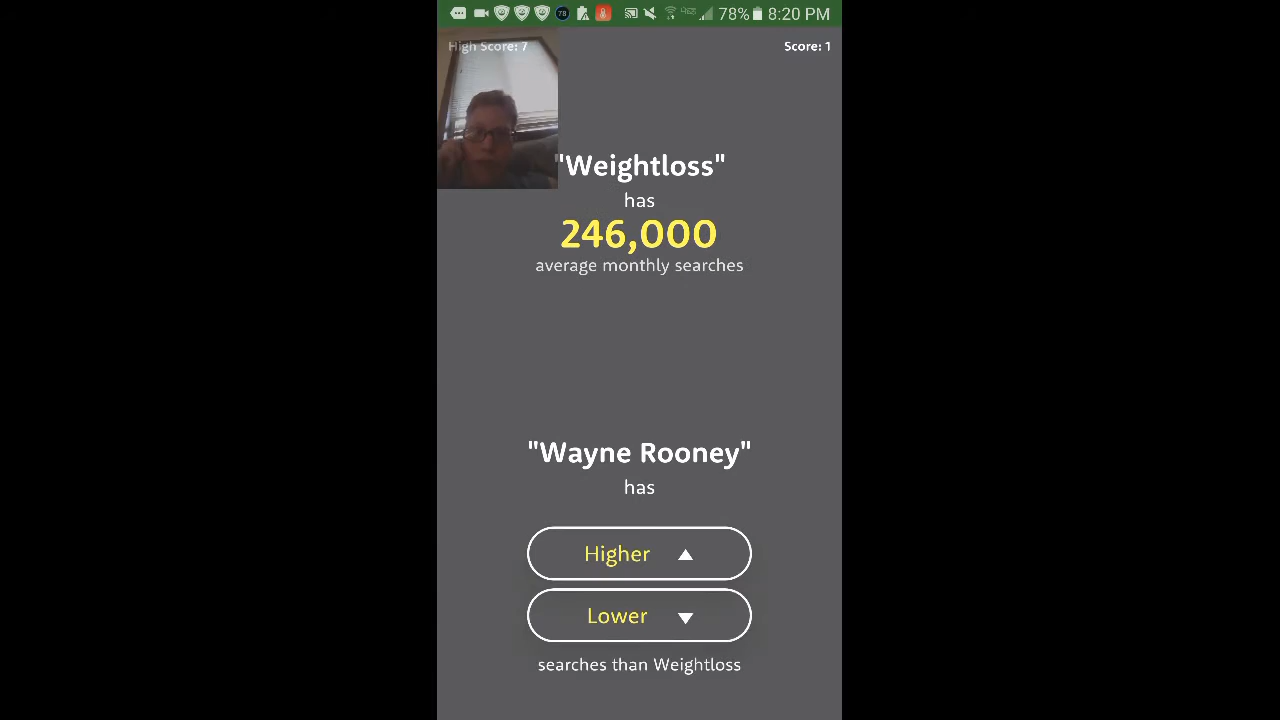 78 78% 8:20 PM
High Score: 7
Score: 1
"Weightloss"
has
246,000
average monthly searches
"Wayne Rooney"
has
Higher
Lower
searches than Weightloss